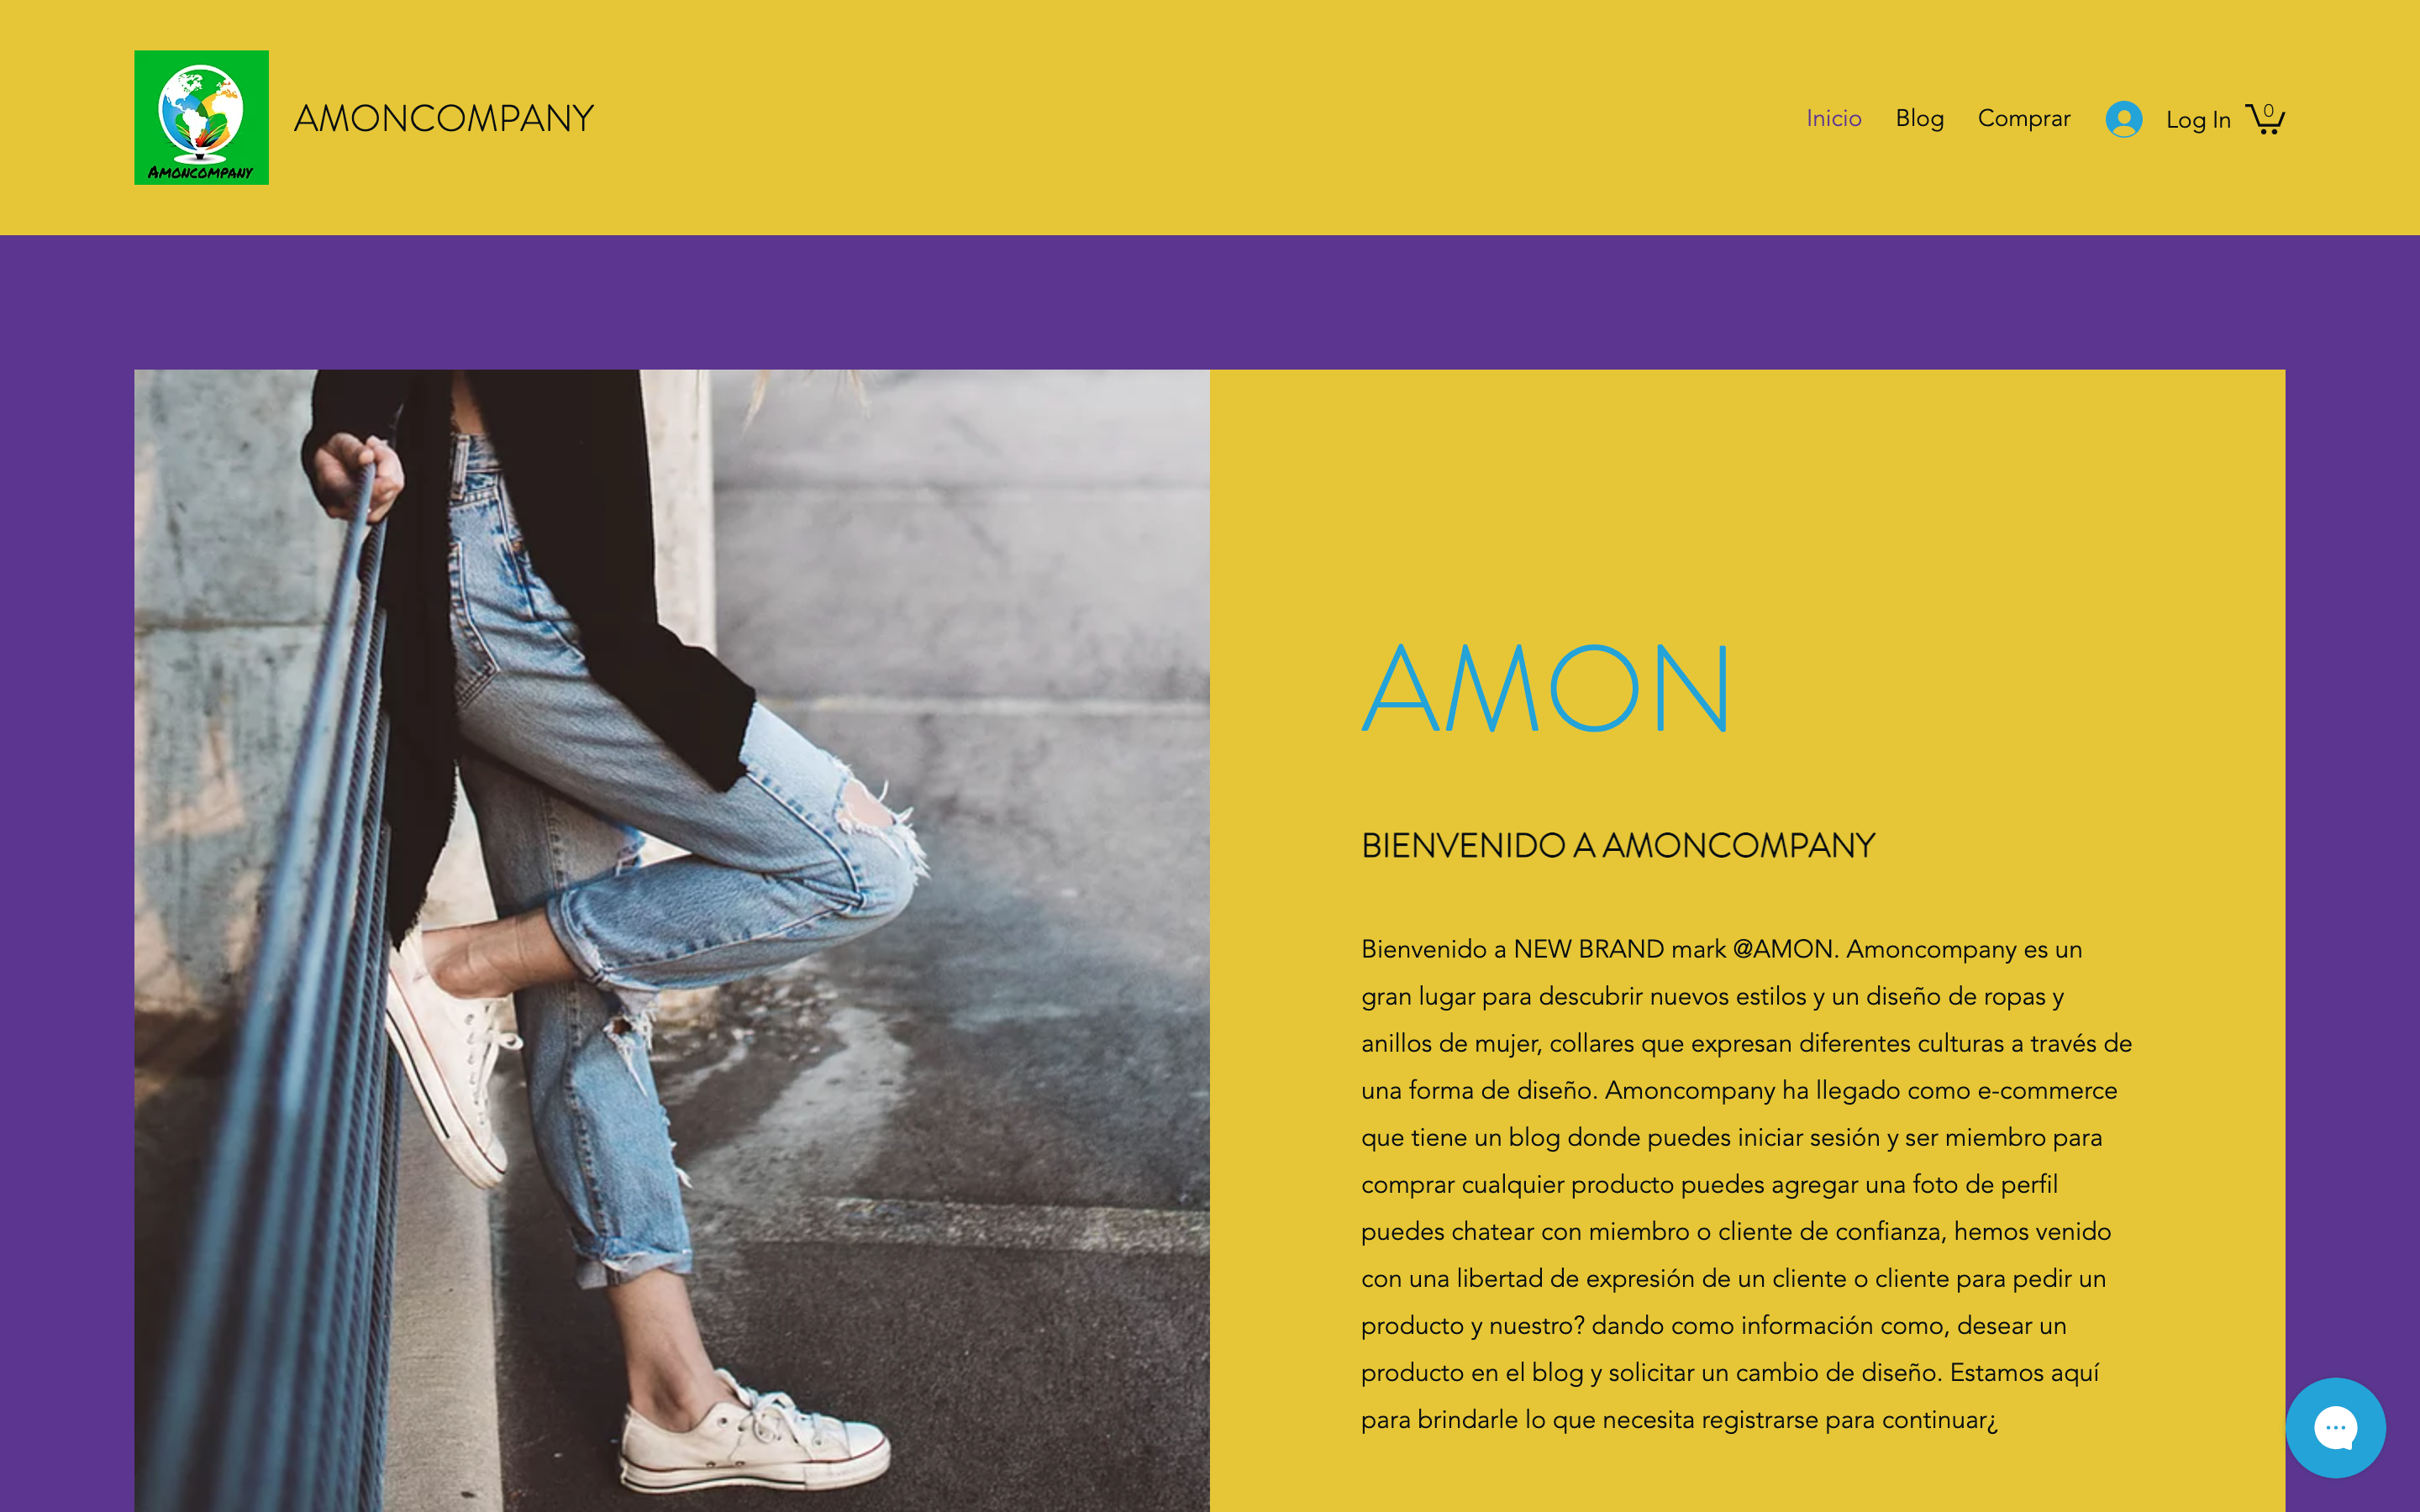 AMONCOMPANY
AMONCOMPANY
Inicio
Blog
Comprar
Log In
0
AMON
BIENVENIDO A AMONCOMPANY
Bienvenido a NEW BRAND mark @AMON. Amoncompany es un
gran lugar para descubrir nuevos estilos y un diseño de ropas y
anillos de mujer, collares que expresan diferentes culturas a través de
una forma de diseño. Amoncompany ha llegado como e-commerce
que tiene un blog donde puedes iniciar sesión y ser miembro para
comprar cualquier producto puedes agregar una foto de perfil
puedes chatear con miembro o cliente de confianza, hemos venido
con una libertad de expresión de un cliente o cliente para pedir un
producto y nuestro? dando como información como, desear un
producto en el blog y solicitar un cambio de diseño. Estamos aquí
para brindarle lo que necesita registrarse para continuar¿